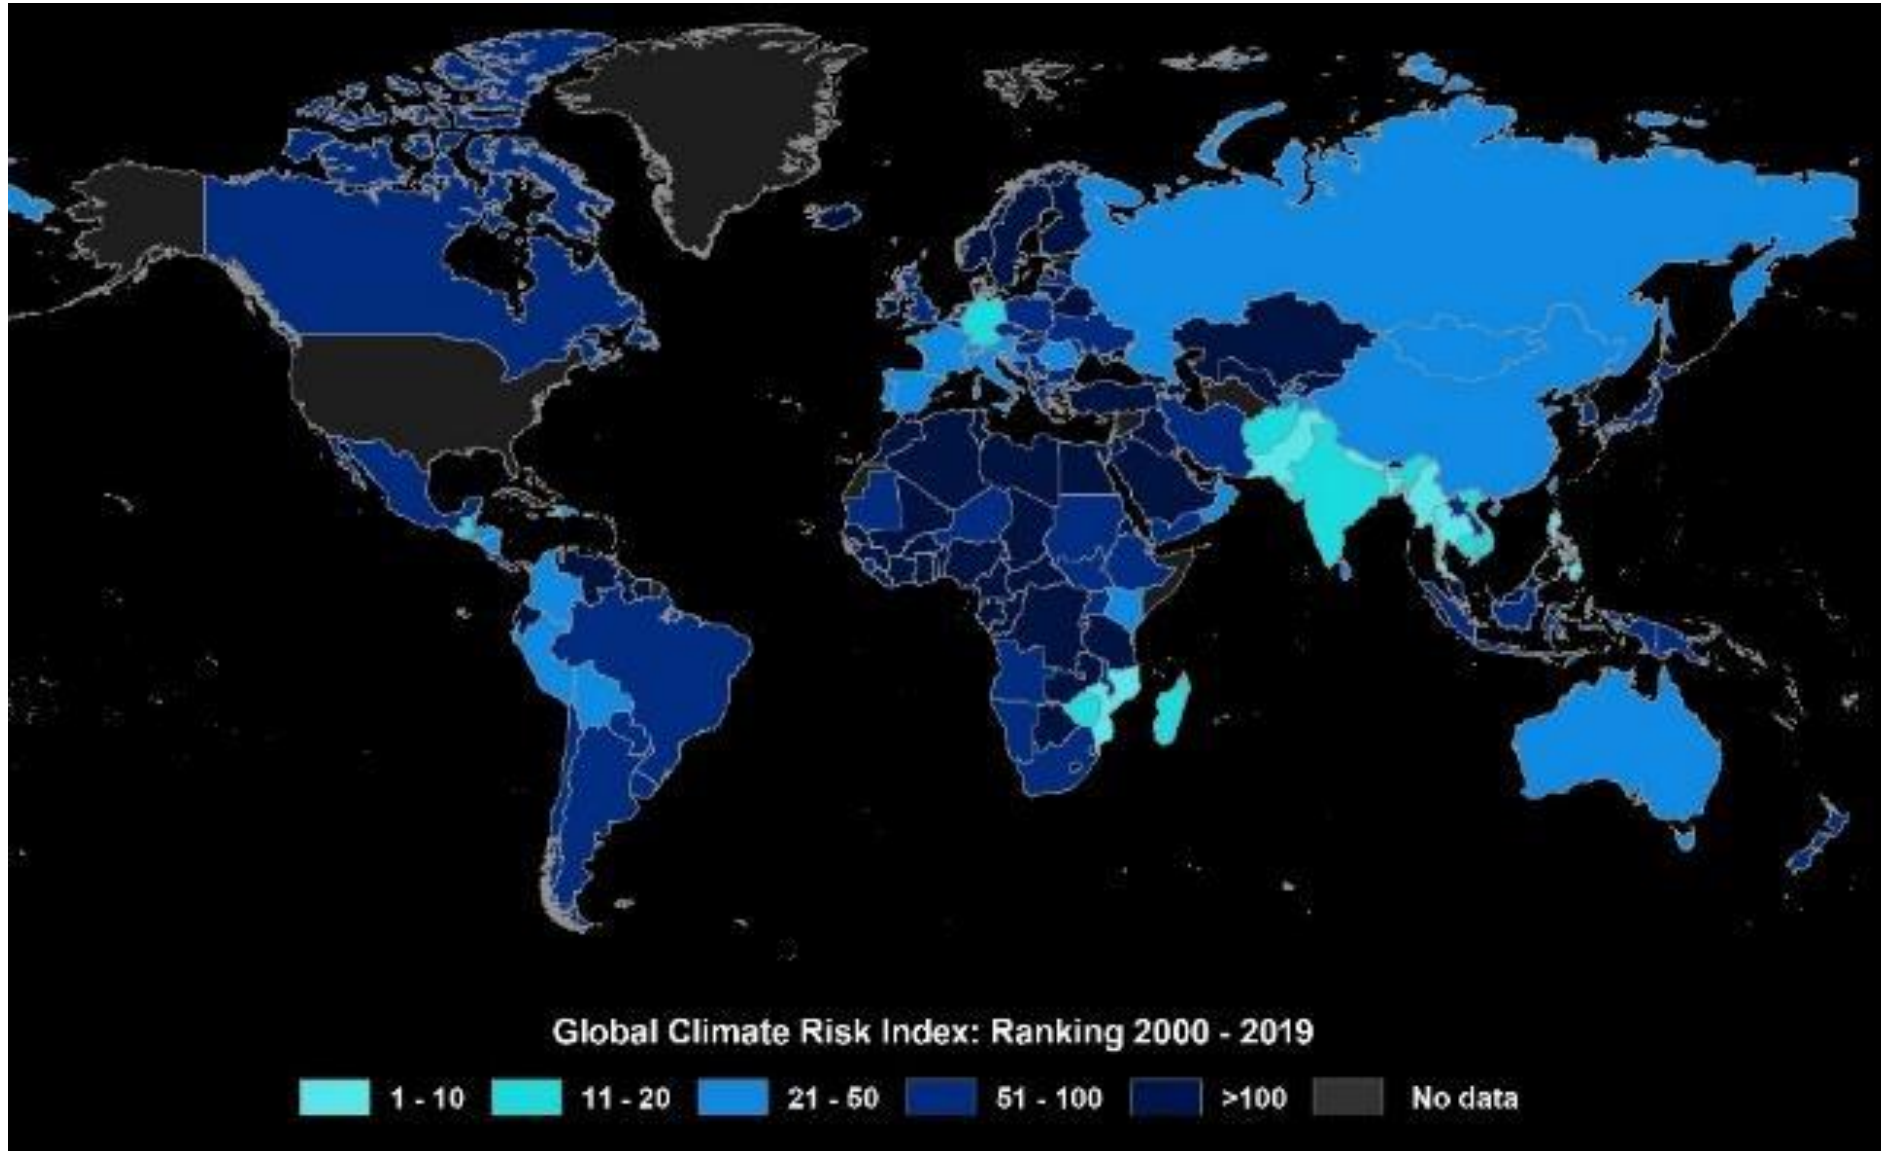 Global Climate Risk Index: Ranking 2000 - 2019
1 - 10 11 - 20 21 - 50 51 - 100 >100 No data